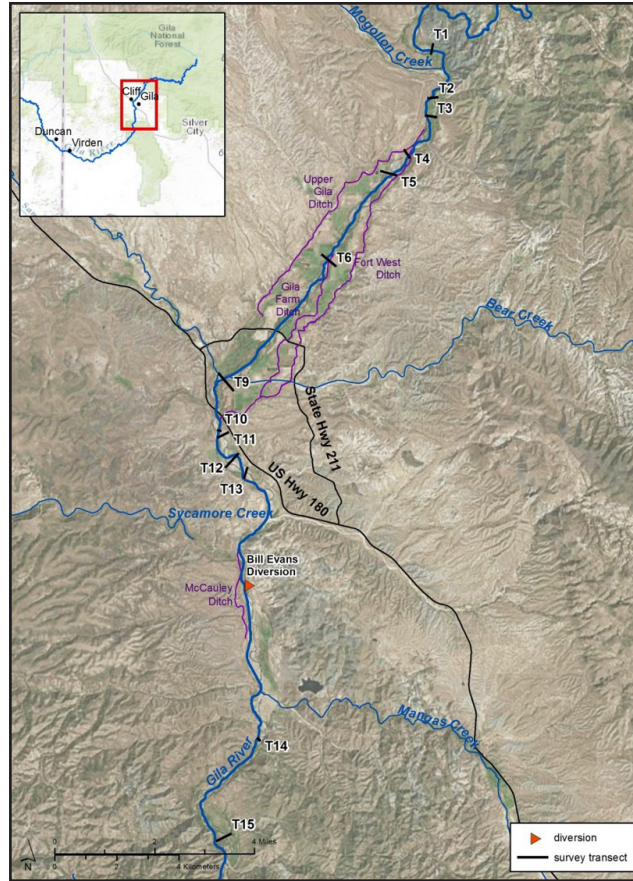 Gila
National
Forest
Cliff
Gila
Silver
City
Duncan
Virden
Gila River
Mogollon Creek
T1
T2
T3
T4
T5
Upper
Gila
Ditch
T6
Fort West
Ditch
Gila
Farm
Ditch
Bear Creek
T9
State Hwy 211
T10
T11
T12
T13
US Hwy 180
Sycamore Creek
Bill Evans
Diversion
McCauley
Ditch
Mangas Creek
Gila River
T14
T15
0
4 Miles
0
4 Kilometers
N
diversion
survey transect